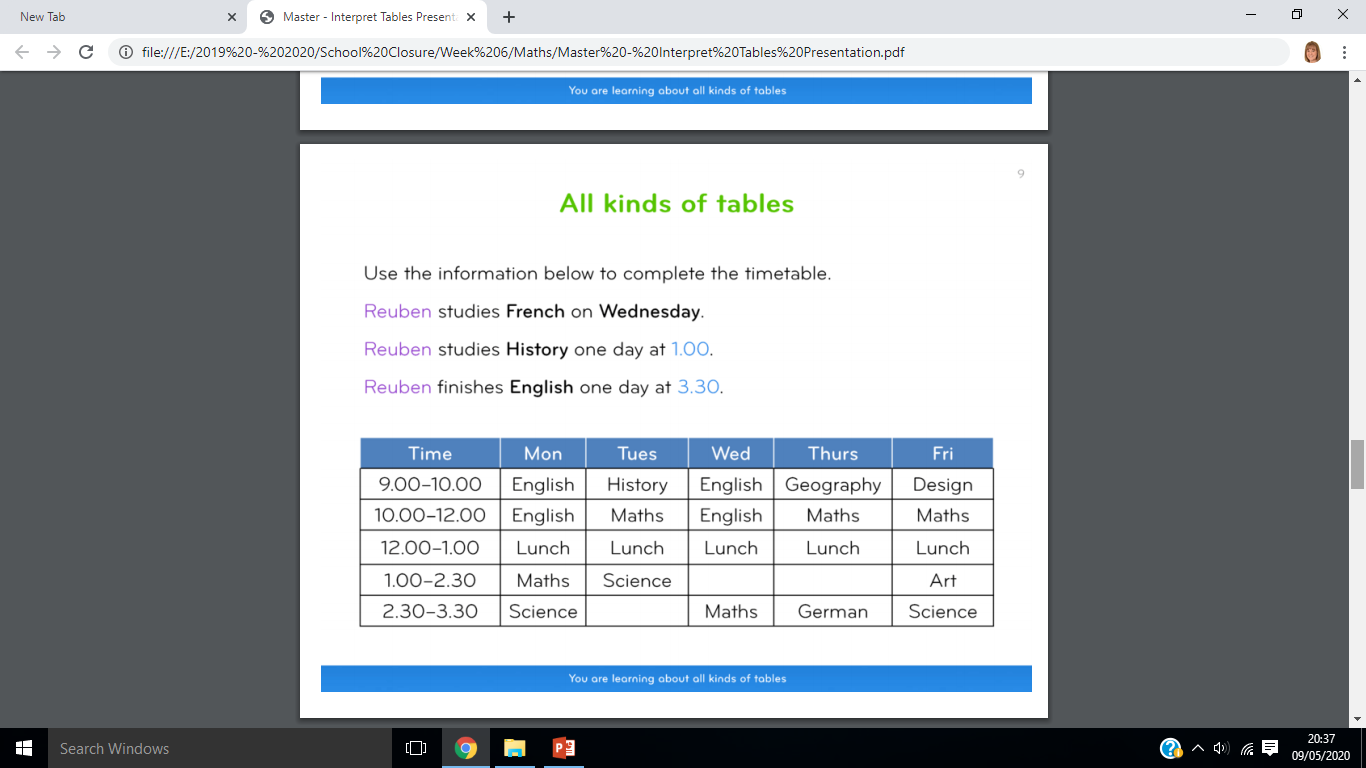 New Tab
Master - Interpret Tables Present
file:///E:/2019%20-%202020/School%20Closure/Week%206/Maths/Master%20-%20Interpret%20Tables%20Presentation.pdf
You are learning about all kinds of tables
9
All kinds of tables
Use the information below to complete the timetable.
Reuben studies French on Wednesday.
Reuben studies History one day at 1.00.
Reuben finishes English one day at 3.30.
Time Mon Tues Wed Thurs Fri
9.00–10.00 English History English Geography Design
10.00–12.00 English Maths English Maths Maths
12.00–1.00 Lunch Lunch Lunch Lunch Lunch
1.00–2.30 Maths Science Art
2.30–3.30 Science Maths German Science
You are learning about all kinds of tables
Search Windows
20:37
09/05/2020